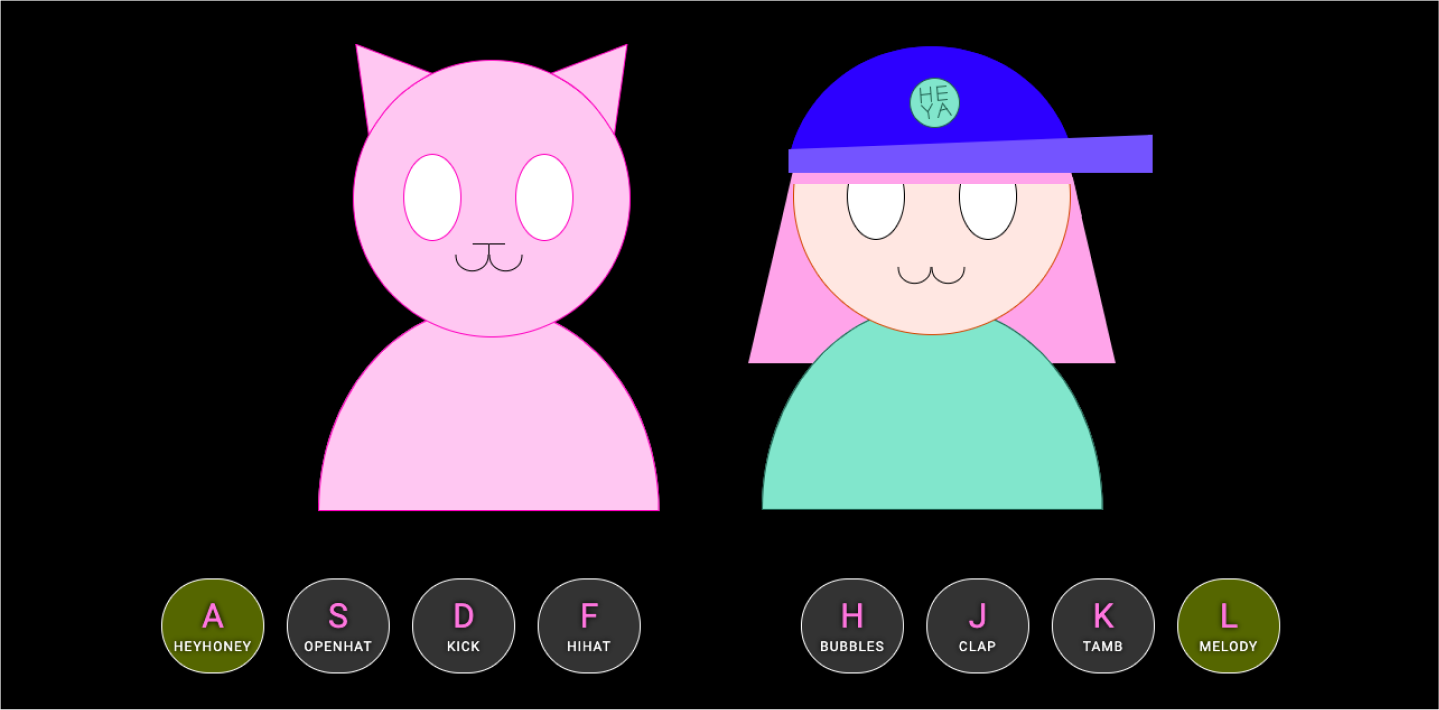 HE
YA
A
HEYHONEY
S
OPENHAT
D
KICK
F
HIHAT
H
BUBBLES
J
CLAP
K
TAMB
L
MELODY